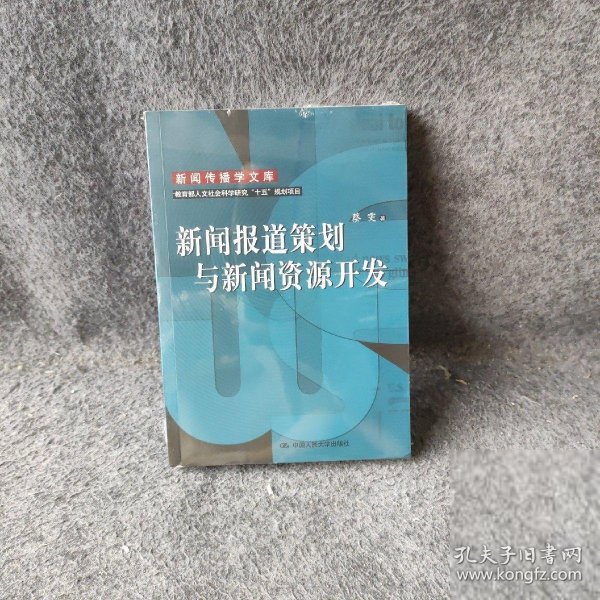 新闻传播学文库
教育部人文社会科学研究“十五”规划项目
蔡雯 著
新闻报道策划
与新闻资源开发
中国人民大学出版社
孔夫子旧书网
www.kongfz.com